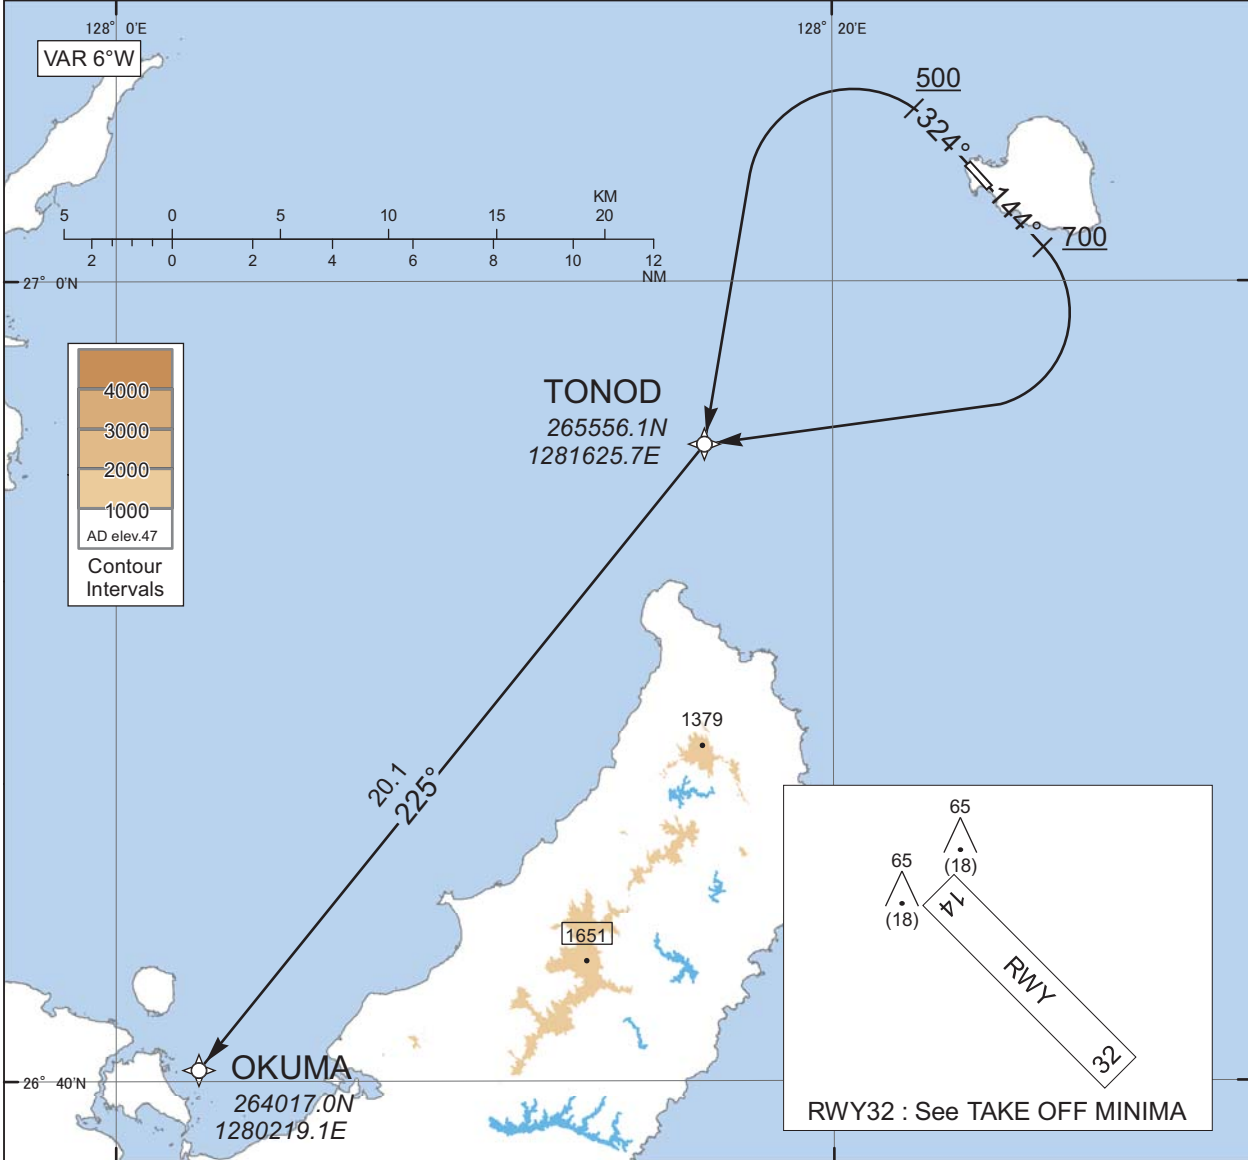 128° 0'E
128° 20'E
VAR 6°W
500
324°
144°
700
KM
5 0 5 10 15 20
2 0 2 4 6 8 10 12
NM
27° 0'N
4000
3000
2000
1000
AD elev.47
Contour
Intervals
TONOD
265556.1N
1281625.7E
1379
20.1
225°
1651
OKUMA
264017.0N
1280219.1E
26° 40'N
65
(18)
65
(18)
14
RWY
32
RWY32 : See TAKE OFF MINIMA